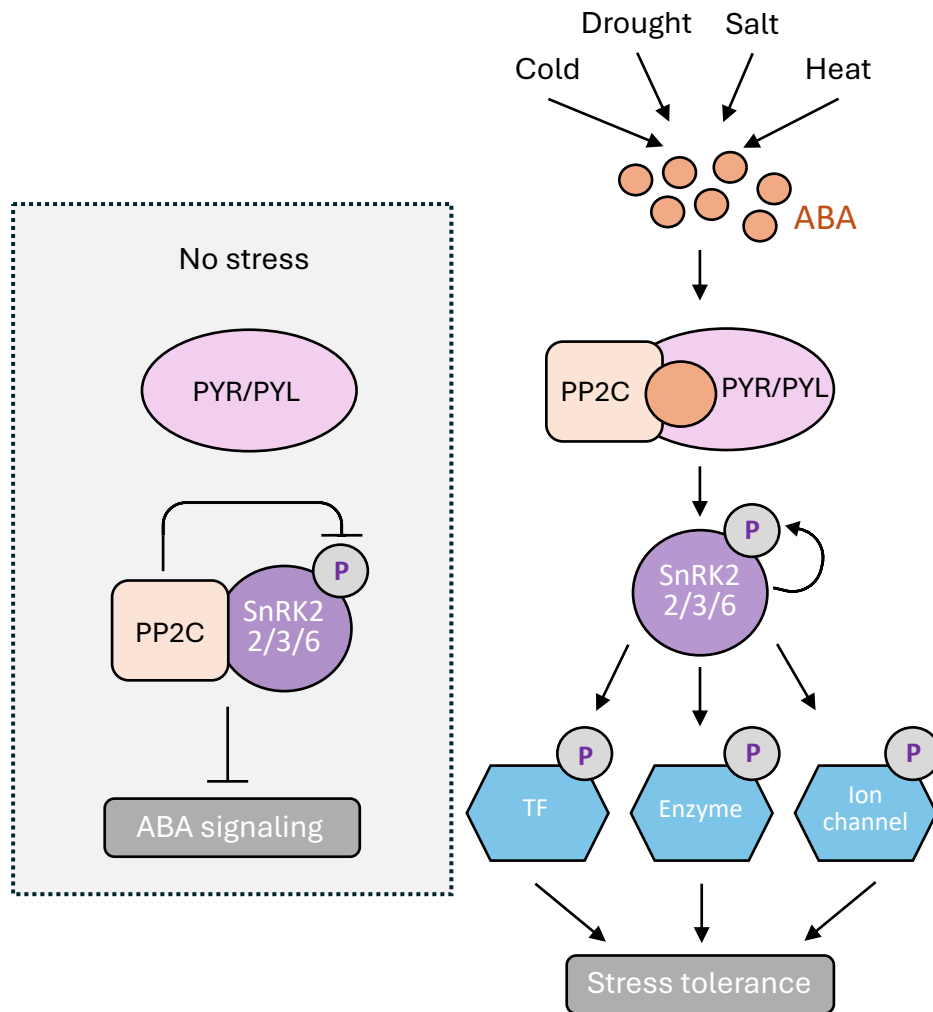 Drought
Salt
Cold
Heat
ABA
No stress
PYR/PYL
P
PP2C
SnRK2
2/3/6
ABA signaling
PP2C
PYR/PYL
P
SnRK2
2/3/6
P
P
P
TF
Enzyme
Ion
channel
Stress tolerance